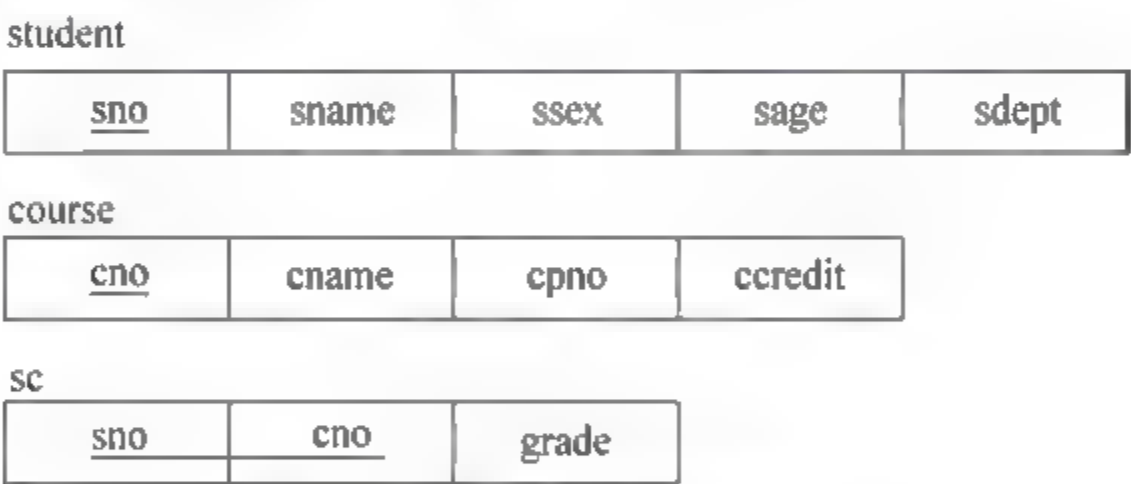 student
sno sname ssex sage sdept
course
cno cname cpno ccredit
sc
sno cno grade